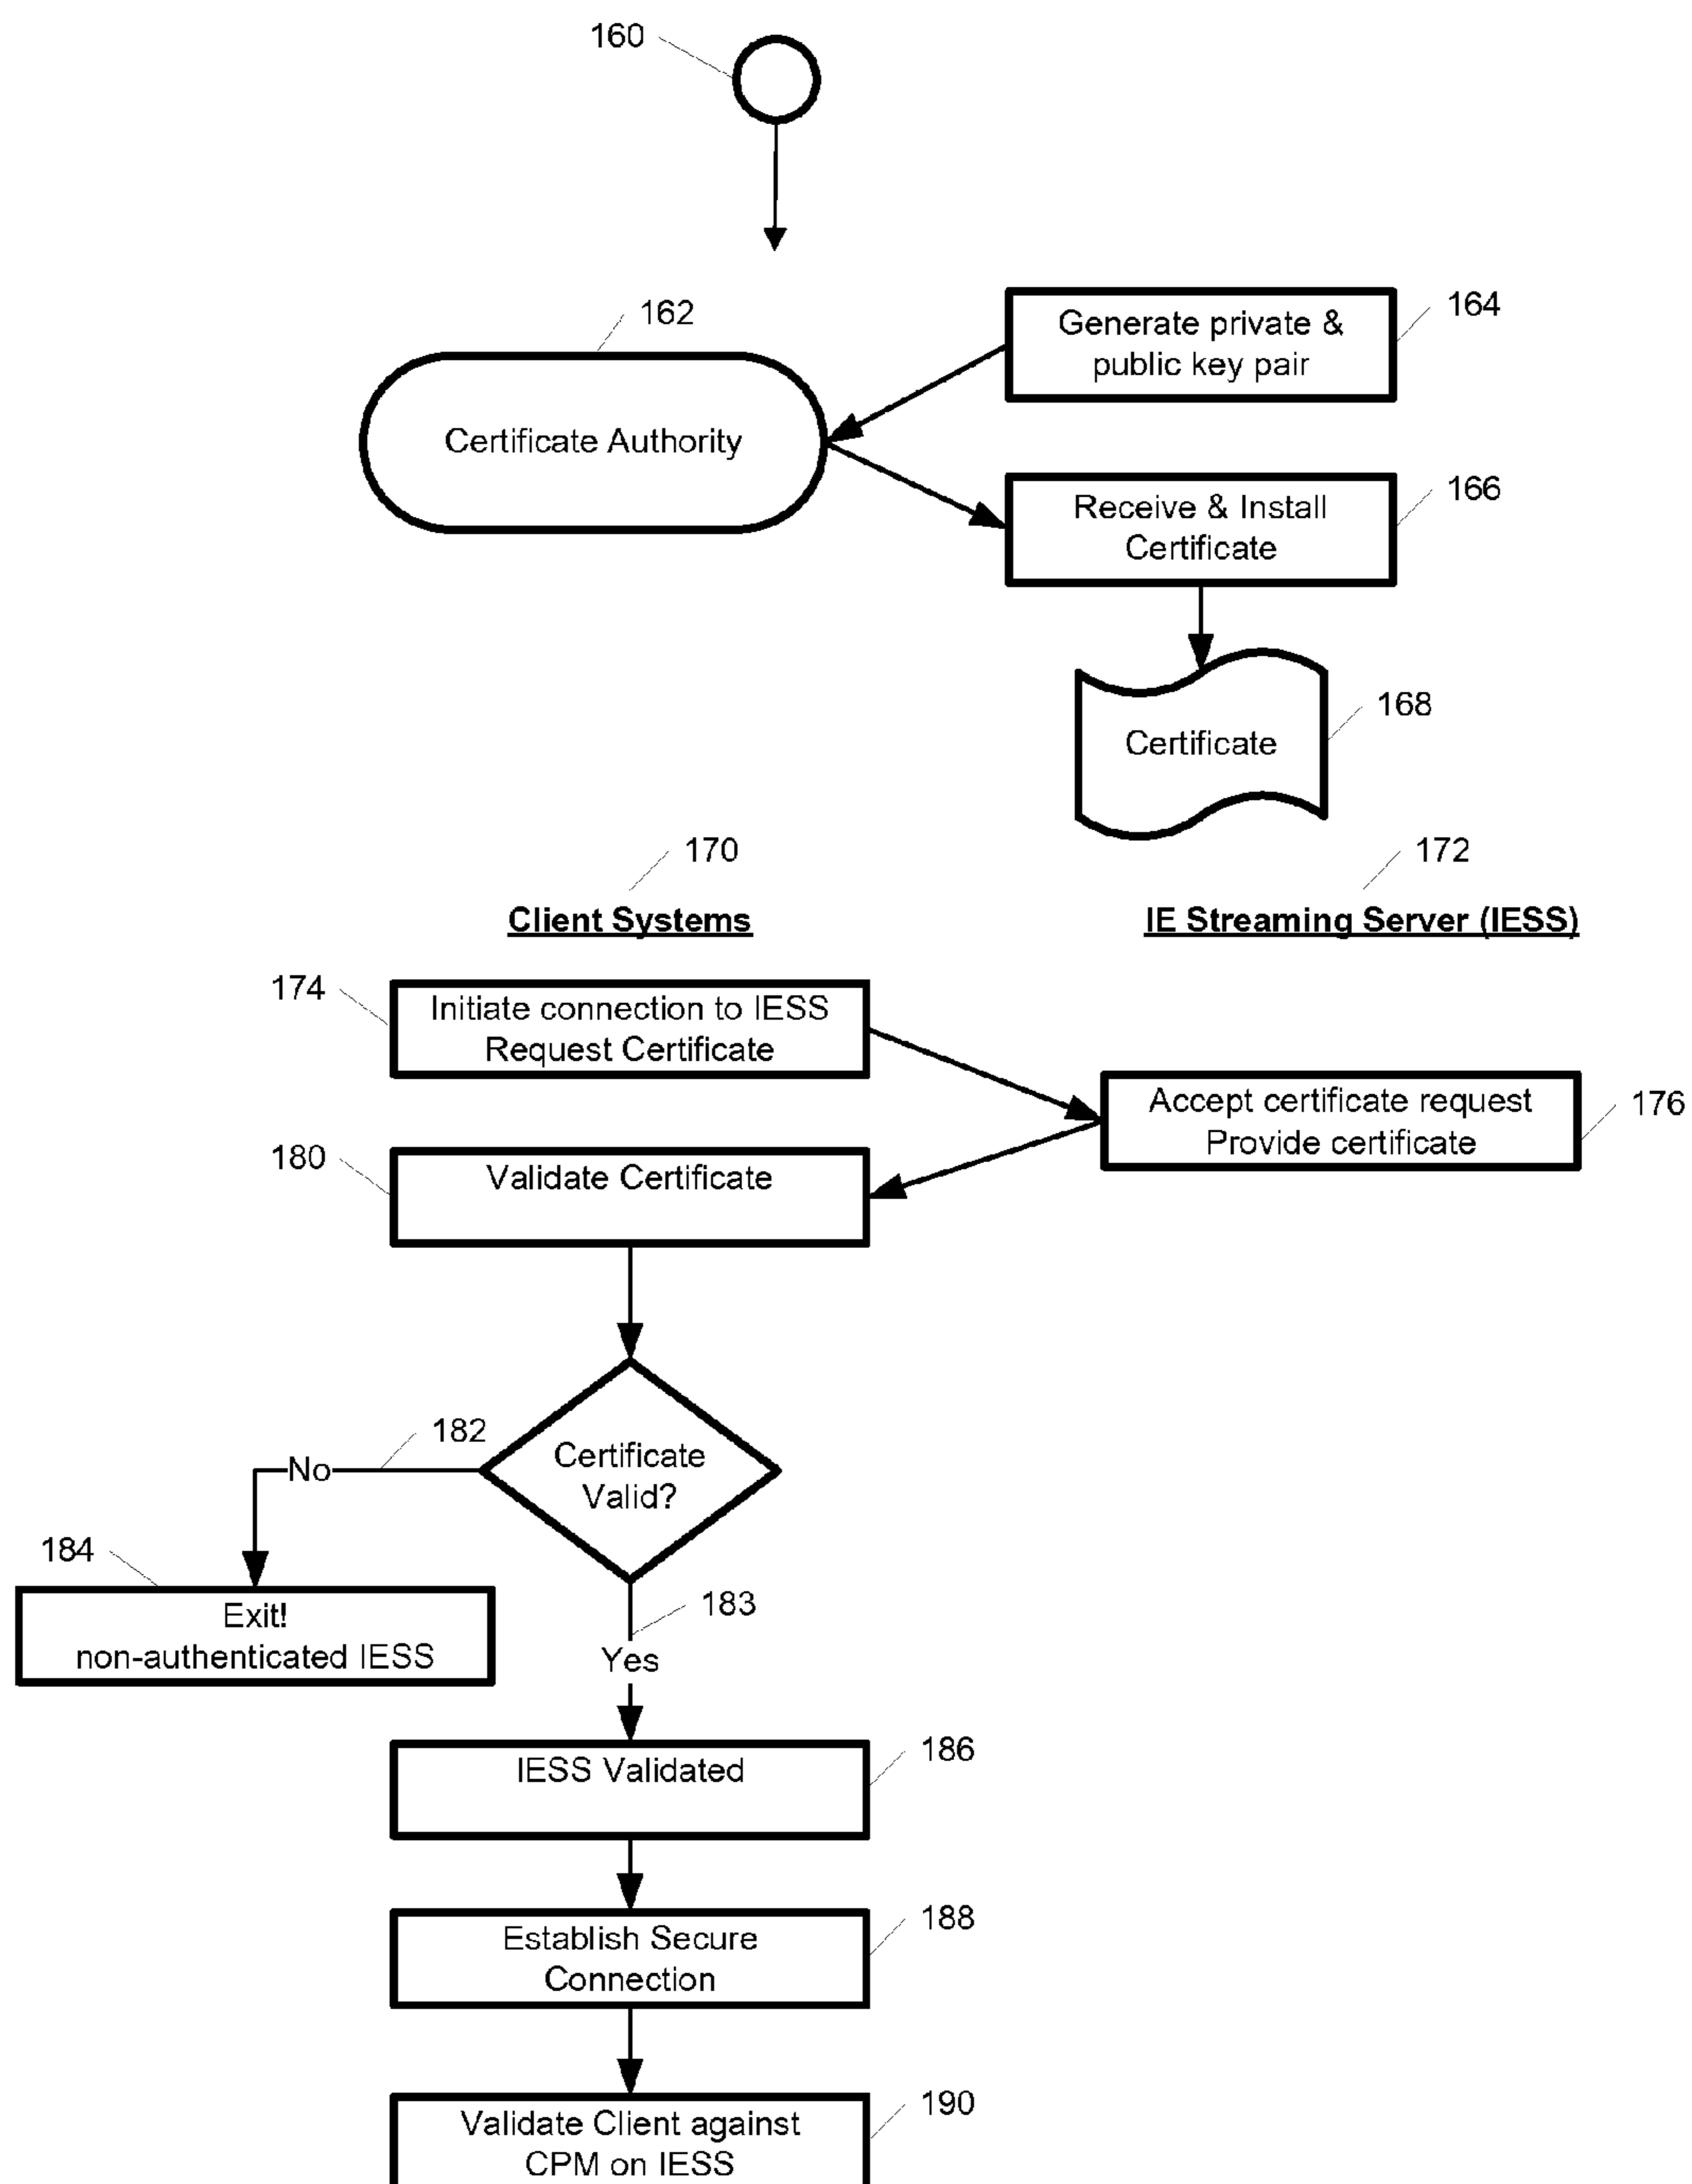 160
162
Generate private &
public key pair
164
Certificate Authority
Receive & Install
Certificate
166
Certificate
168
170
172
Client Systems
IE Streaming Server (IESS)
174
Initiate connection to IESS
Request Certificate
Accept certificate request
Provide certificate
176
180
Validate Certificate
182
No
Certificate
Valid?
184
Exit!
non-authenticated IESS
183
Yes
IESS Validated
186
Establish Secure
Connection
188
Validate Client against
CPM on IESS
190